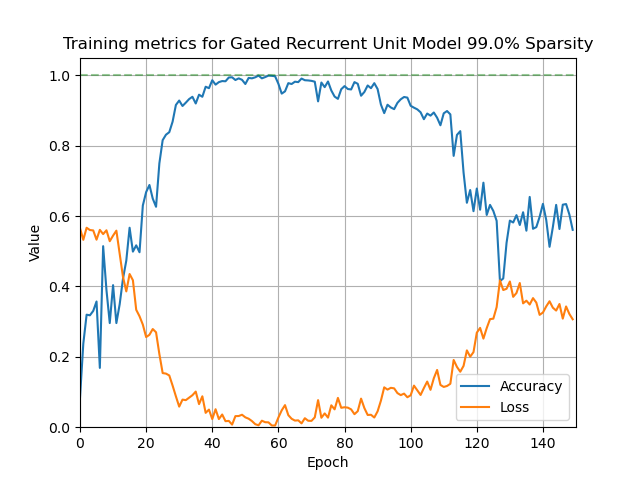 Training metrics for Gated Recurrent Unit Model 99.0% Sparsity
1.0
0.8
0.6
0.4
0.2
0.0
Value
0 20 40 60 80 100 120 140
Epoch
Accuracy
Loss